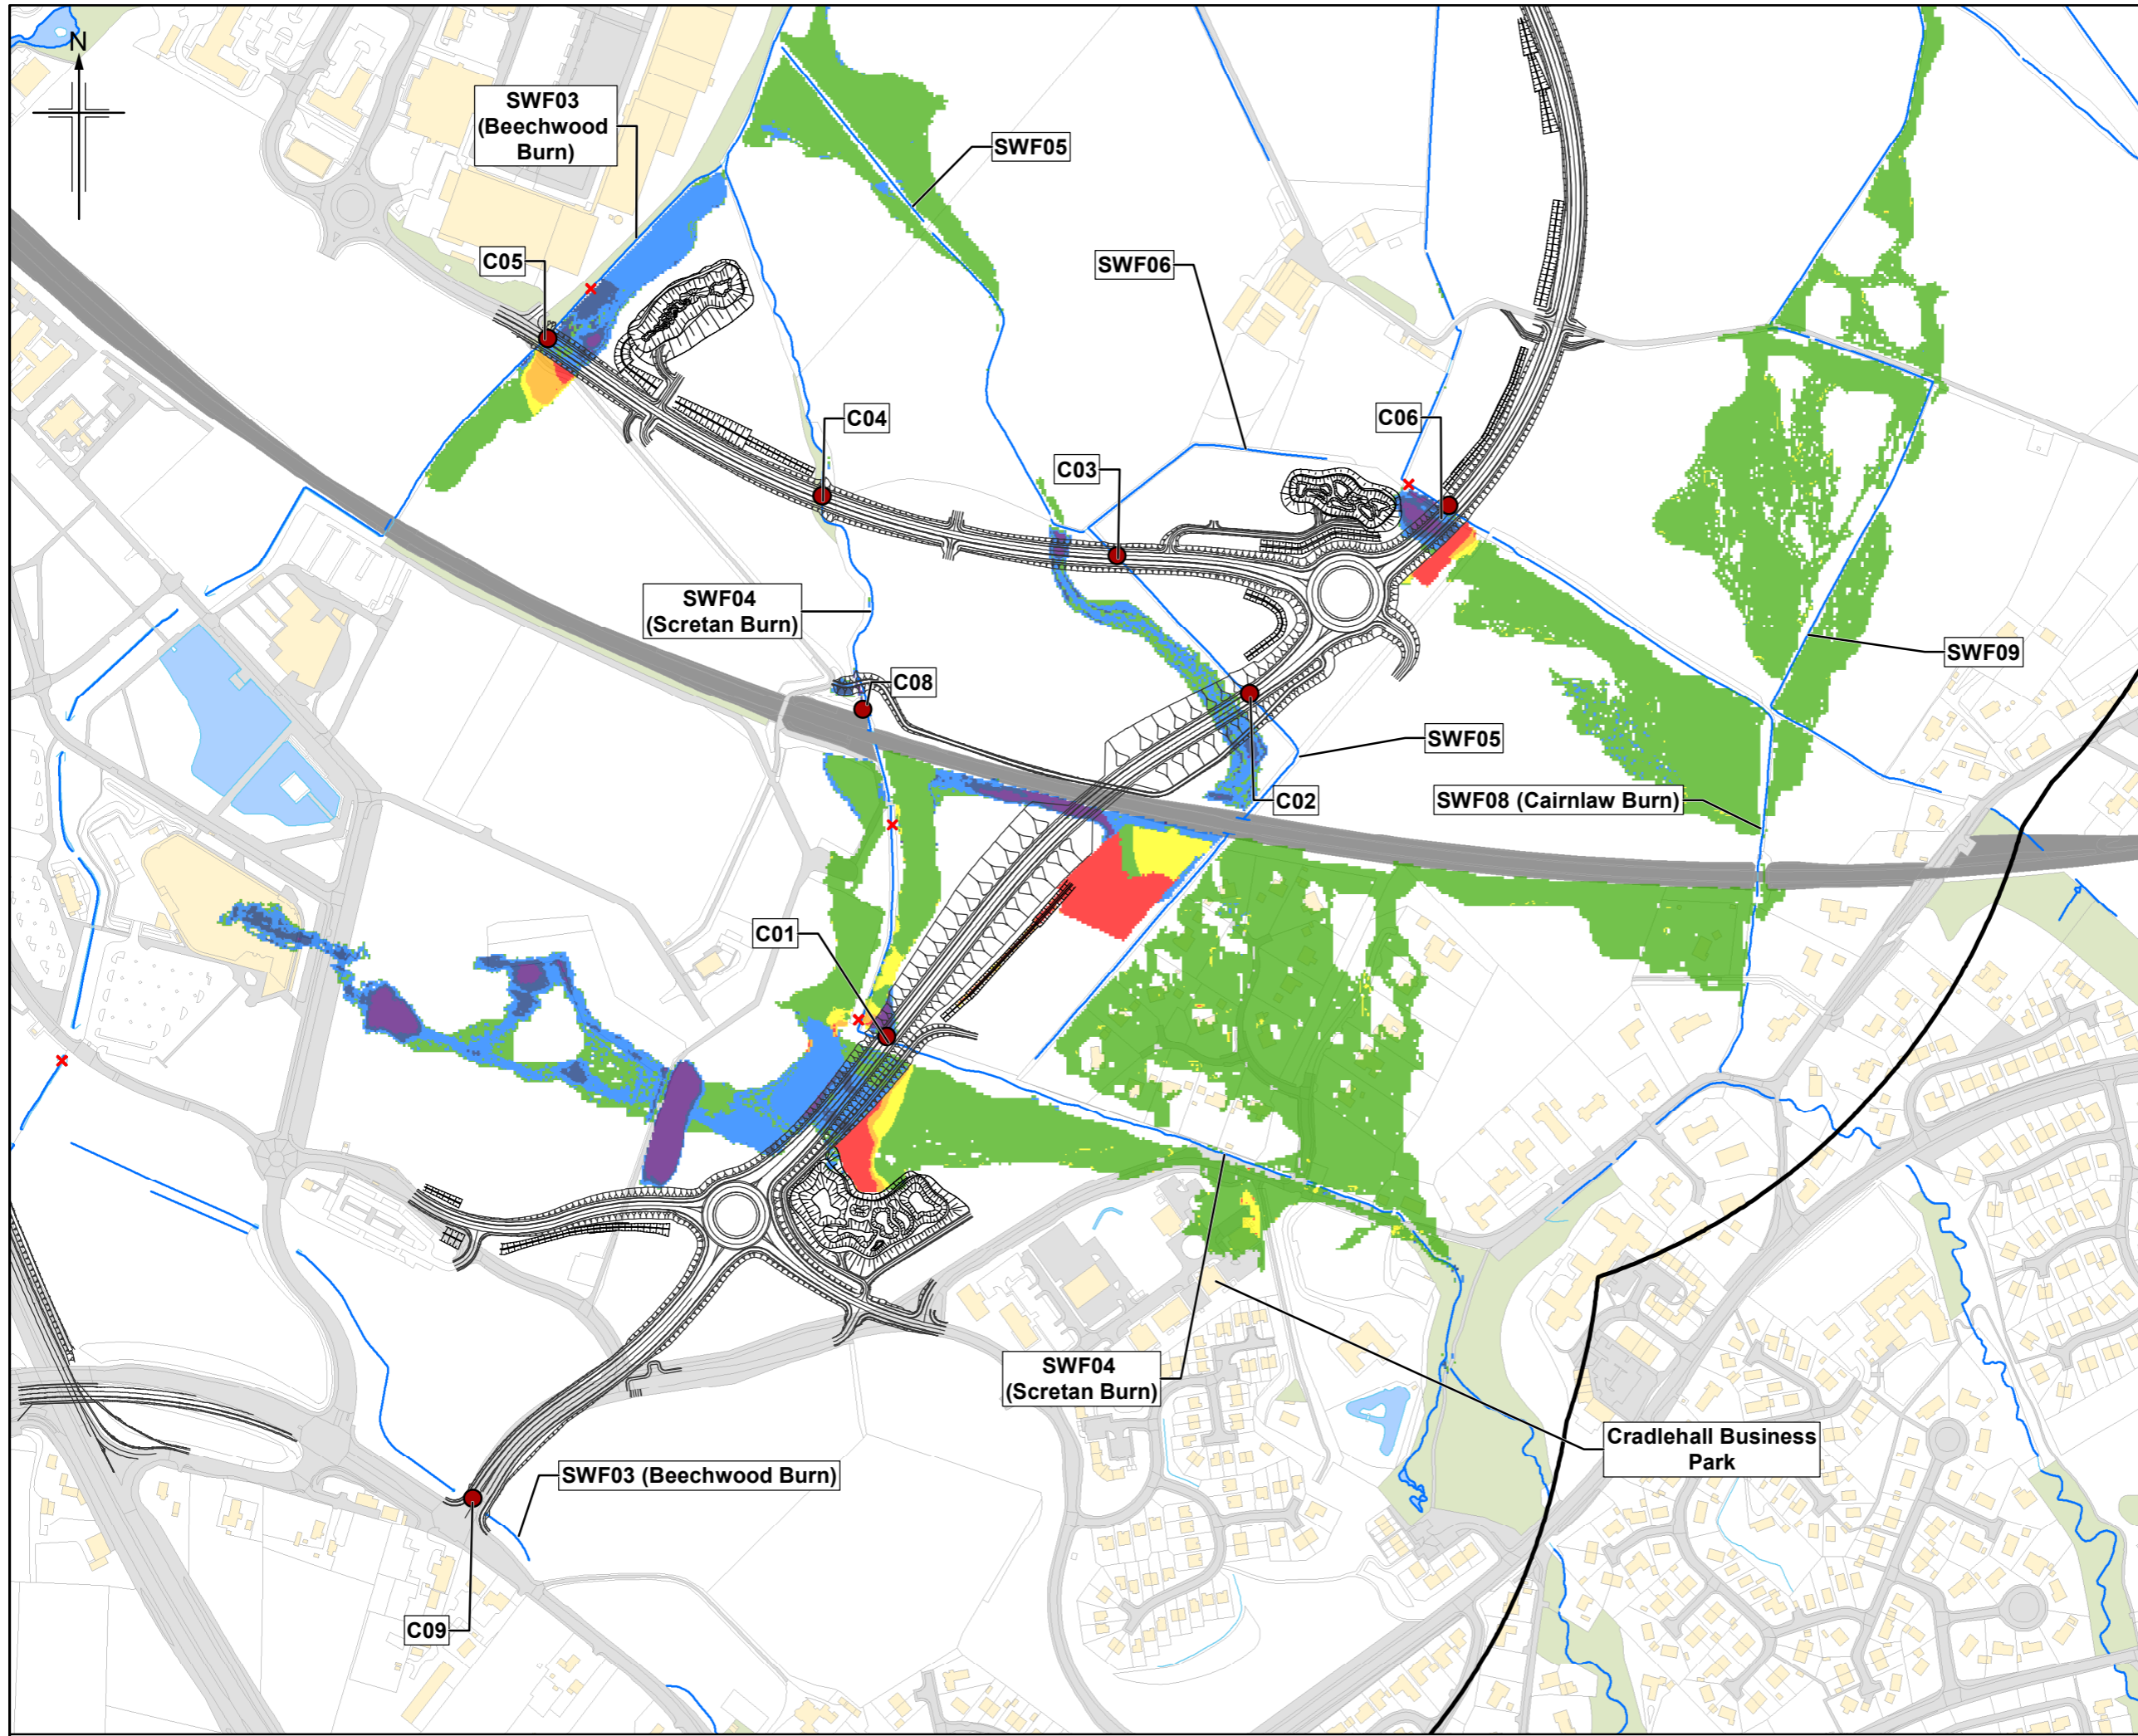 N
SWF03
(Beechwood
Burn)
SWF05
C05
SWF06
C04
C06
C03
SWF04
(Scretan Burn)
SWF09
C08
SWF05
C02
SWF08 (Cairnlaw Burn)
C01
SWF04
(Scretan Burn)
Cradlehall Business
Park
SWF03 (Beechwood Burn)
C09